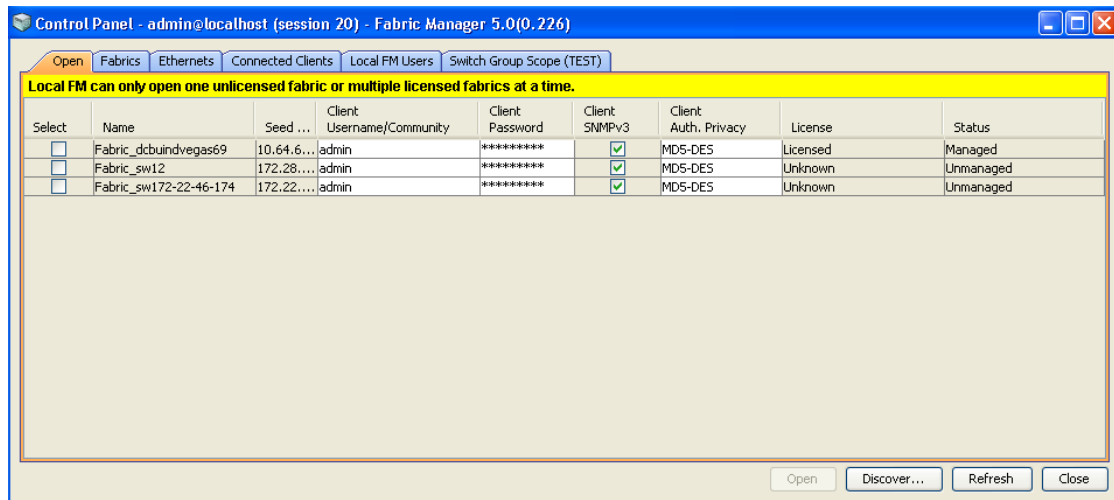 Control Panel - admin@localhost (session 20) - Fabric Manager 5.0(0.226)
Open Fabrics Ethernets Connected Clients Local FM Users Switch Group Scope (TEST)
Local FM can only open one unlicensed fabric or multiple licensed fabrics at a time.
Client Client Client Client
Select Name Seed ... Username/Community Password SNMPv3 Auth. Privacy License Status
Fabric_dcbuindvegas69 10.64.6... admin ********* MD5-DES Licensed Managed
Fabric_sw12 172.28.... admin ********* MD5-DES Unknown Unmanaged
Fabric_sw172-22-46-174 172.22.... admin ********* MD5-DES Unknown Unmanaged
Open Discover... Refresh Close